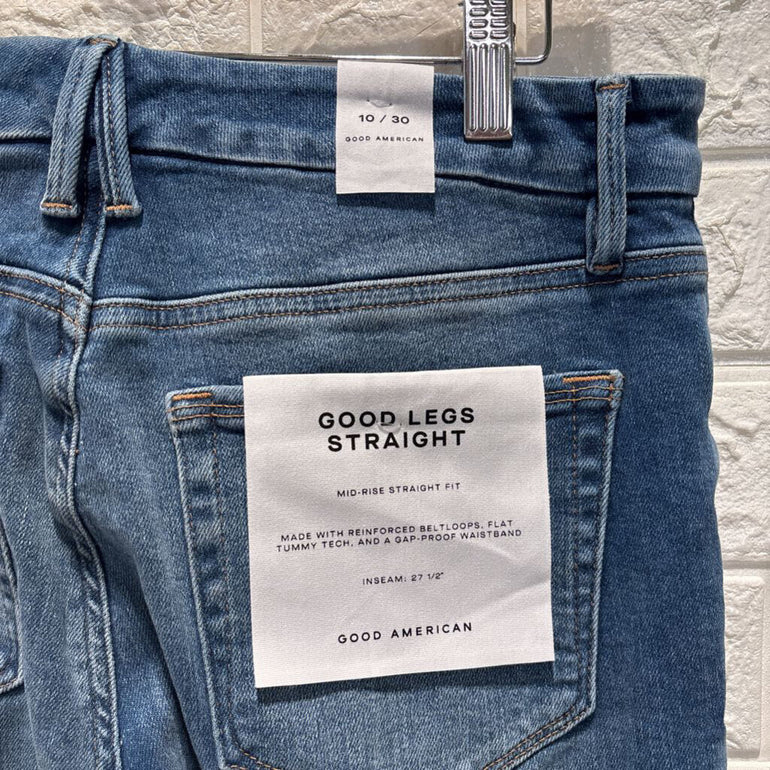 10 / 30
GOOD AMERICAN
GOOD LEGS
STRAIGHT
MID-RISE STRAIGHT FIT
MADE WITH REINFORCED BELTLOOPS, FLAT
TUMMY TECH, AND A GAP-PROOF WAISTBAND
INSEAM: 27 1/2"
GOOD AMERICAN